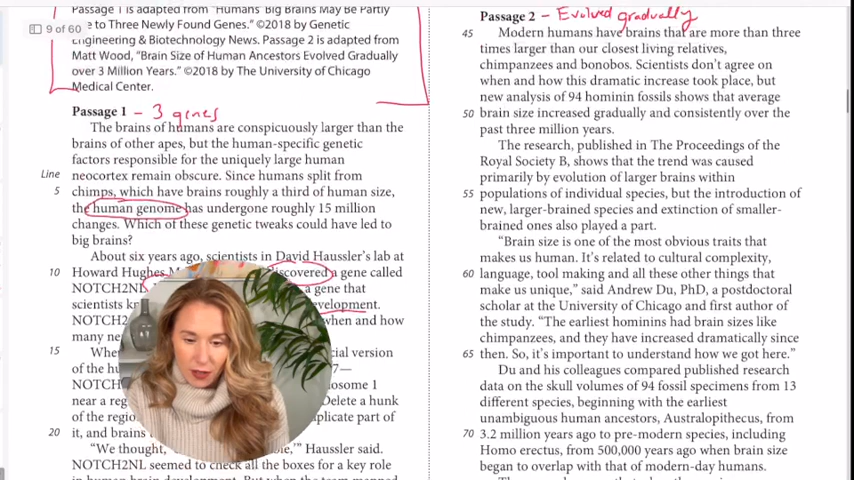 Passage 1 is adapted from "Humans' Big Brains May Be Partly
e to Three Newly Found Genes." ©2018 by Genetic
9 of 60
Engineering & Biotechnology News. Passage 2 is adapted from
Matt Wood, "Brain Size of Human Ancestors Evolved Gradually
over 3 Million Years." ©2018 by The University of Chicago
Medical Center.
Passage 1 - 3 genes
The brains of humans are conspicuously larger than the
brains of other apes, but the human-specific genetic
factors responsible for the uniquely large human
Line neocortex remain obscure. Since humans split from
5 chimps, which have brains roughly a third of human size,
the human genome has undergone roughly 15 million
changes. Which of these genetic tweaks could have led to
big brains?
About six years ago, scientists in David Haussler's lab at
10 Howard Hughes scovered a gene called
NOTCH2NL a gene that
scientists velopment.
NOTCH2 when and how
many
15 ial version
of the 7—
NOTCH osome 1
near a Delete a hunk
of the plicate part of
20 it, and brains
"We thought, Haussler said.
NOTCH2NL seemed to check all the boxes for a key role
in human brain development. But when the team mapped
Passage 2 - Evolved gradually
45 Modern humans have brains that are more than three
times larger than our closest living relatives,
chimpanzees and bonobos. Scientists don't agree on
when and how this dramatic increase took place, but
new analysis of 94 hominin fossils shows that average
50 brain size increased gradually and consistently over the
past three million years.
The research, published in The Proceedings of the
Royal Society B, shows that the trend was caused
primarily by evolution of larger brains within
55 populations of individual species, but the introduction of
new, larger-brained species and extinction of smaller-
brained ones also played a part.
"Brain size is one of the most obvious traits that
makes us human. It's related to cultural complexity,
60 language, tool making and all these other things that
make us unique," said Andrew Du, PhD, a postdoctoral
scholar at the University of Chicago and first author of
the study. "The earliest hominins had brain sizes like
chimpanzees, and they have increased dramatically since
65 then. So, it's important to understand how we got here."
Du and his colleagues compared published research
data on the skull volumes of 94 fossil specimens from 13
different species, beginning with the earliest
unambiguous human ancestors, Australopithecus, from
70 3.2 million years ago to pre-modern species, including
Homo erectus, from 500,000 years ago when brain size
began to overlap with that of modern-day humans.